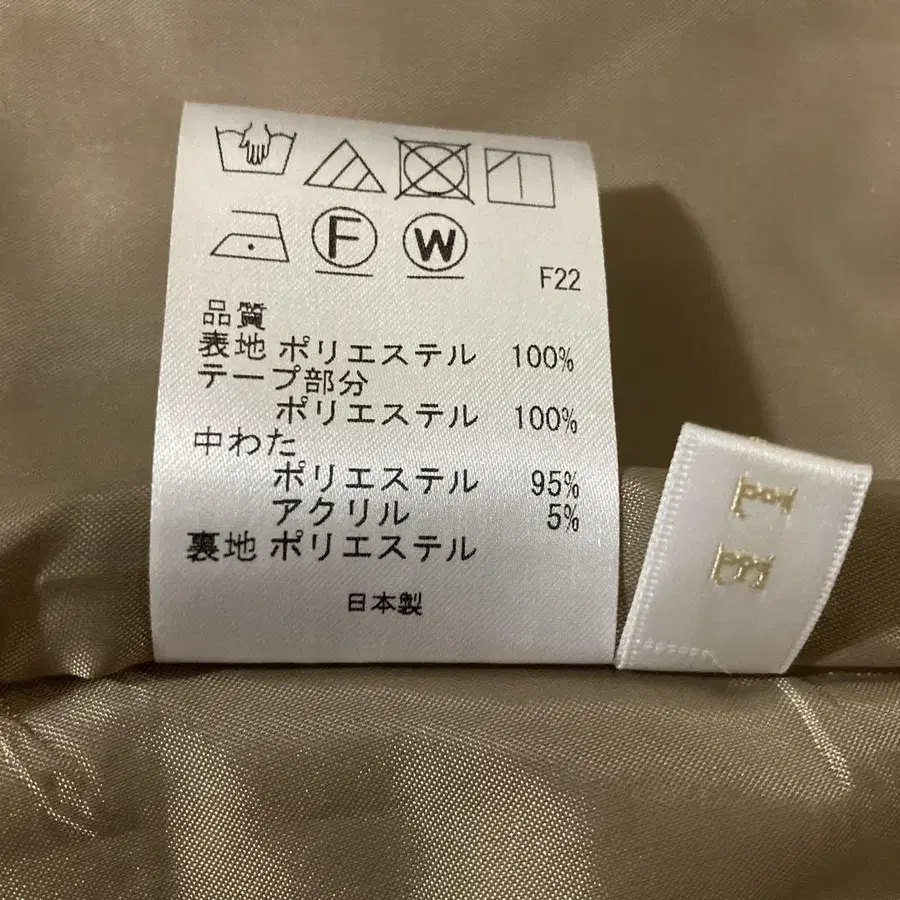 F
W
F22
品質
表地 ポリエステル 100%
テープ部分
ポリエステル 100%
中わた
ポリエステル 95%
アクリル 5%
裏地 ポリエステル
日本製